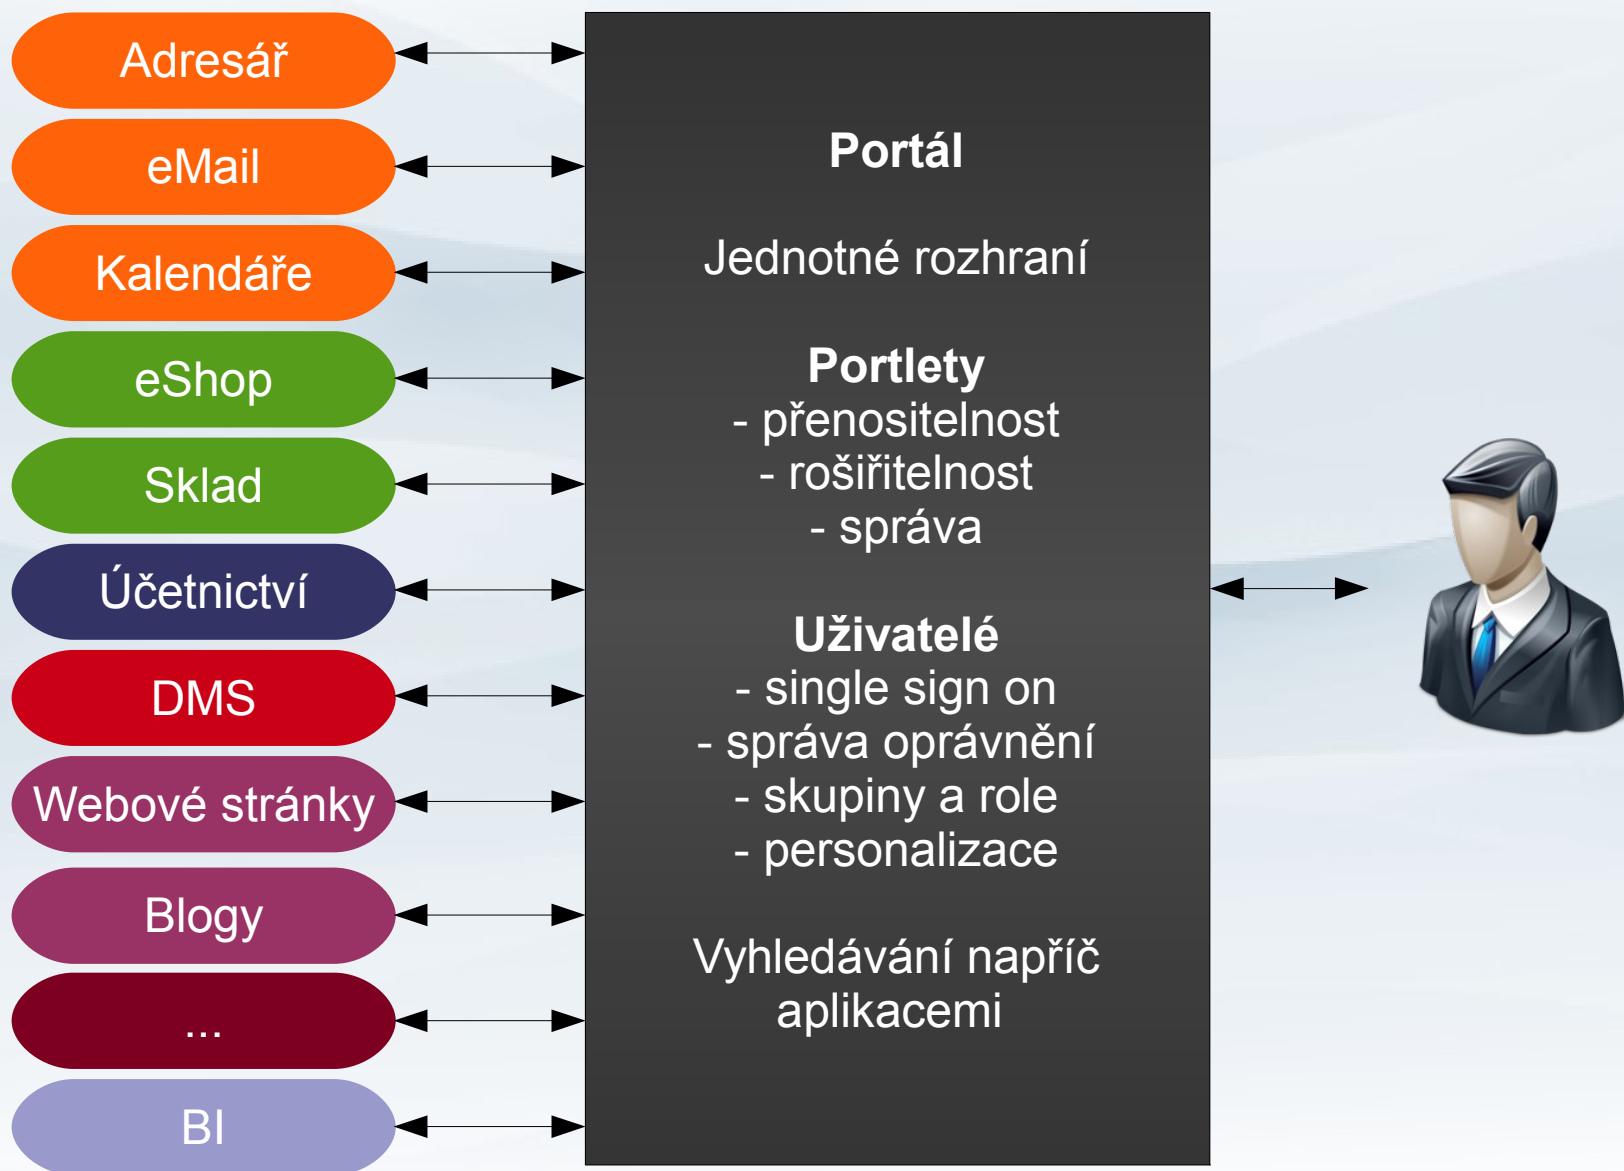 Adresář
eMail
Kalendáře
eShop
Sklad
Účetnictví
DMS
Webové stránky
Blogy
...
BI
Portál
Jednotné rozhraní
Portlety
- přenositelnost
- rošiřitelnost
- správa
Uživatelé
- single sign on
- správa oprávnění
- skupiny a role
- personalizace
Vyhledávání napříč
aplikacemi